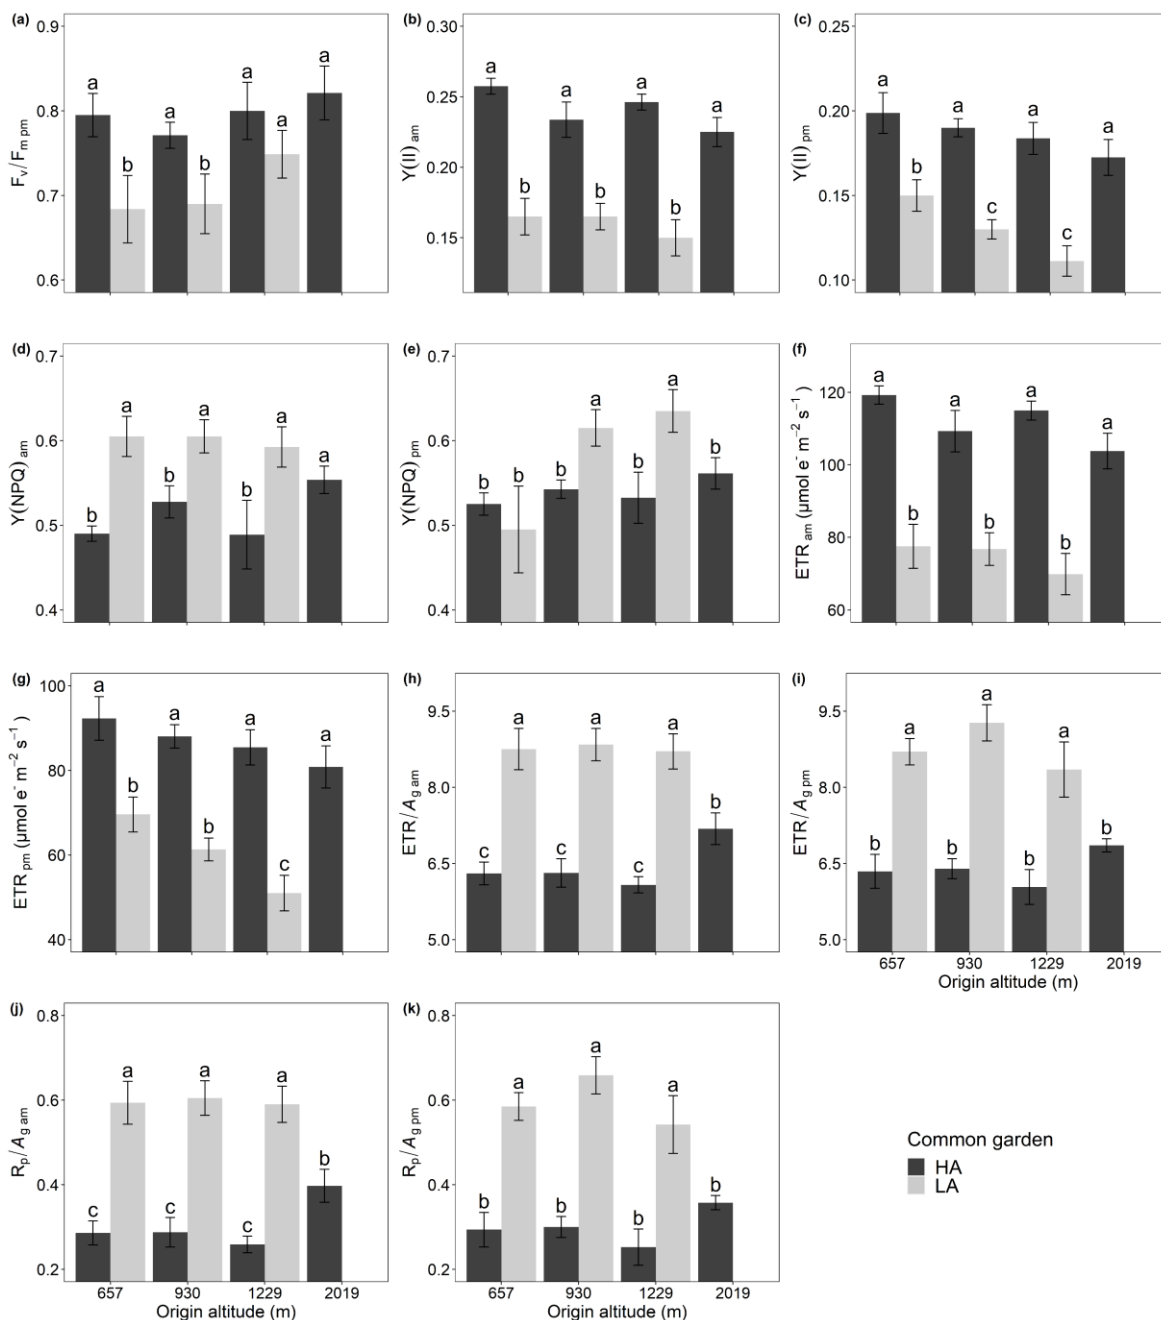 (a)
0.9
0.8
0.7
0.6
Fv/Fm pm
a
b
a
b
a
a
a
(b)
0.30
0.25
0.20
0.15
Y(II) am
a
b
a
b
a
b
a
(c)
0.20
0.15
0.10
Y(II) pm
a
b
a
c
a
c
a
(d)
0.7
0.6
0.5
0.4
Y(NPQ) am
b
a
b
a
b
a
a
(e)
0.7
0.6
0.5
0.4
Y(NPQ) pm
b
b
b
a
b
a
b
(f)
120
100
80
60
ETR am (μmol e⁻ m⁻² s⁻¹)
a
b
a
b
a
b
a
(g)
100
80
60
40
ETR pm (μmol e⁻ m⁻² s⁻¹)
a
b
a
b
a
c
a
(h)
9.5
8.0
6.5
5.0
ETR/Ag am
c
a
c
a
c
a
b
(i)
9.5
8.0
6.5
5.0
ETR/Ag pm
b
a
b
a
b
a
b
657 930 1229 2019
Origin altitude (m)
(j)
0.8
0.6
0.4
0.2
Rp/Ag am
c
a
c
a
c
a
b
657 930 1229 2019
Origin altitude (m)
(k)
0.8
0.6
0.4
0.2
Rp/Ag pm
b
a
b
a
b
a
b
657 930 1229 2019
Origin altitude (m)
Common garden
HA
LA